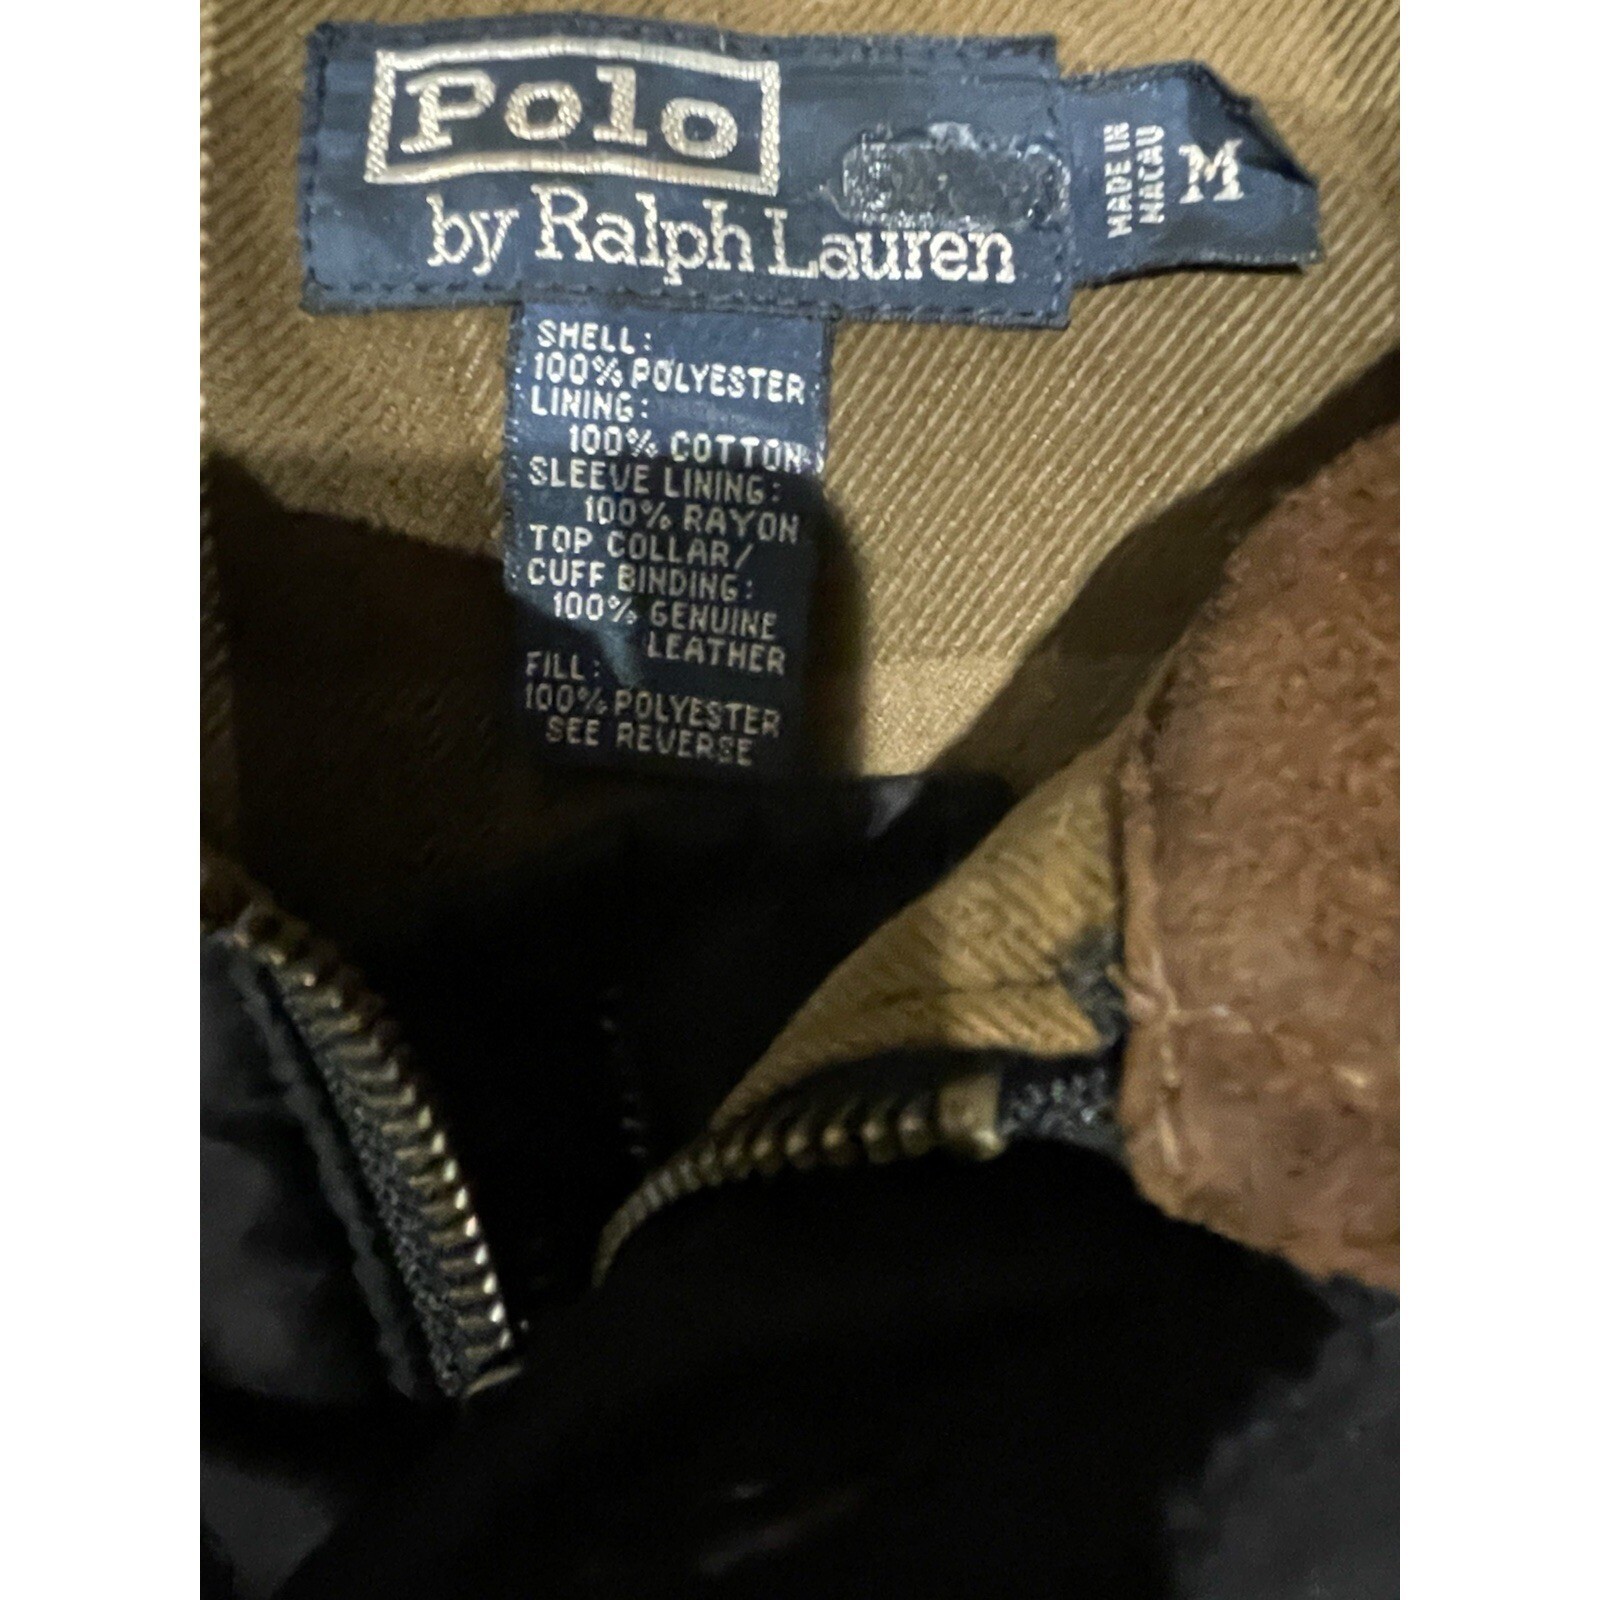 Polo
by Ralph Lauren
MADE IN
MACAU
M
SHELL:
100% POLYESTER
LINING:
100% COTTON
SLEEVE LINING:
100% RAYON
TOP COLLAR/
CUFF BINDING:
100% GENUINE
LEATHER
FILL:
100% POLYESTER
SEE REVERSE